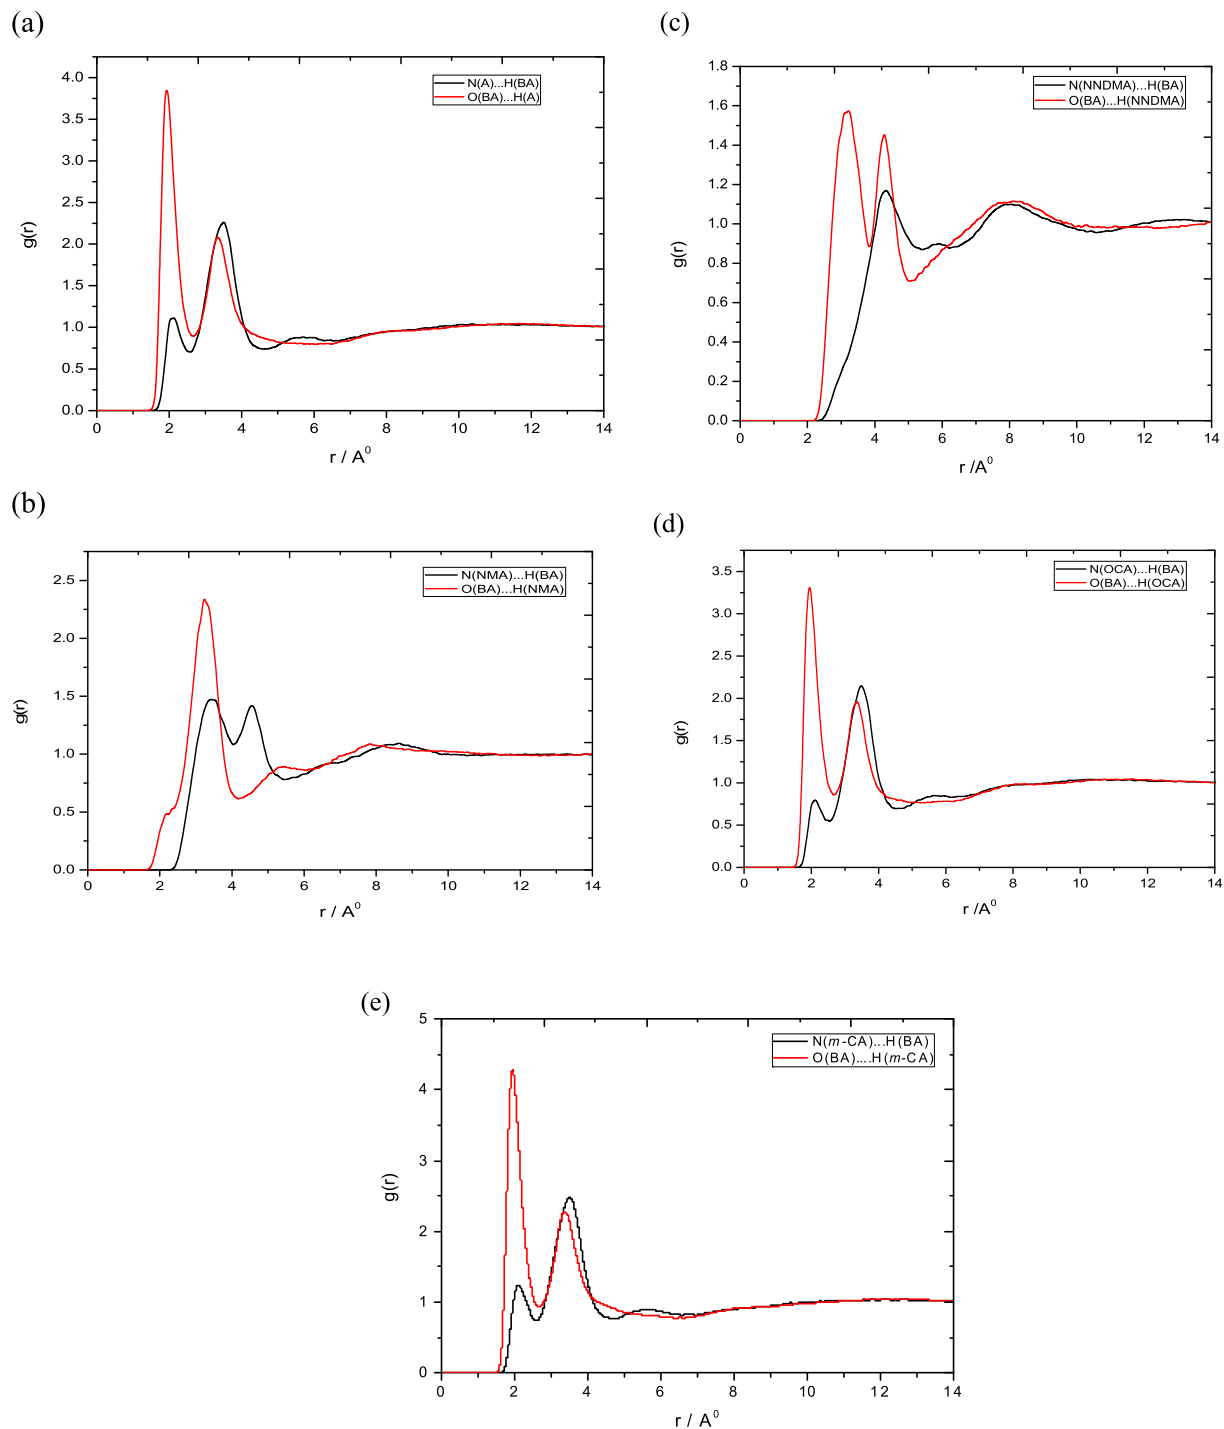 (a)
N(A)...H(BA)
O(BA)...H(A)
4.0
3.5
3.0
2.5
2.0
1.5
1.0
0.5
0.0
g(r)
0 2 4 6 8 10 12 14
r / A⁰
(b)
N(NMA)...H(BA)
O(BA)...H(NMA)
2.5
2.0
1.5
1.0
0.5
0.0
g(r)
0 2 4 6 8 10 12 14
r / A⁰
(c)
N(NNDMA)...H(BA)
O(BA)...H(NNDMA)
1.8
1.6
1.4
1.2
1.0
0.8
0.6
0.4
0.2
0.0
g(r)
0 2 4 6 8 10 12 14
r /A⁰
(d)
N(OCA)...H(BA)
O(BA)...H(OCA)
3.5
3.0
2.5
2.0
1.5
1.0
0.5
0.0
g(r)
0 2 4 6 8 10 12 14
r /A⁰
(e)
N(m-CA)...H(BA)
O(BA)....H(m-CA)
5
4
3
2
1
0
g(r)
0 2 4 6 8 10 12 14
r / A⁰